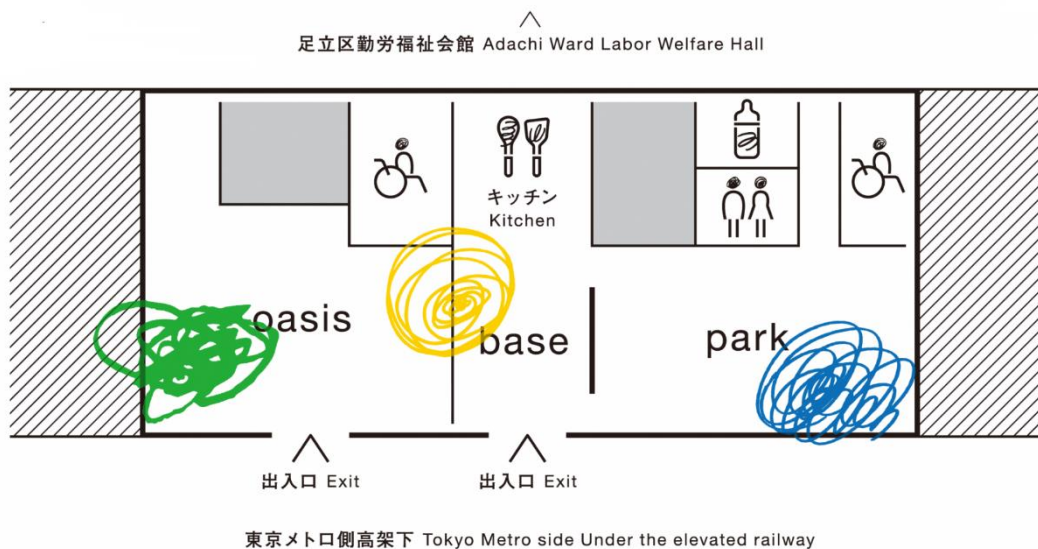 足立区勤労福祉会館 Adachi Ward Labor Welfare Hall
キッチン
Kitchen
oasis
base
park
出入口 Exit
出入口 Exit
東京メトロ側高架下 Tokyo Metro side Under the elevated railway